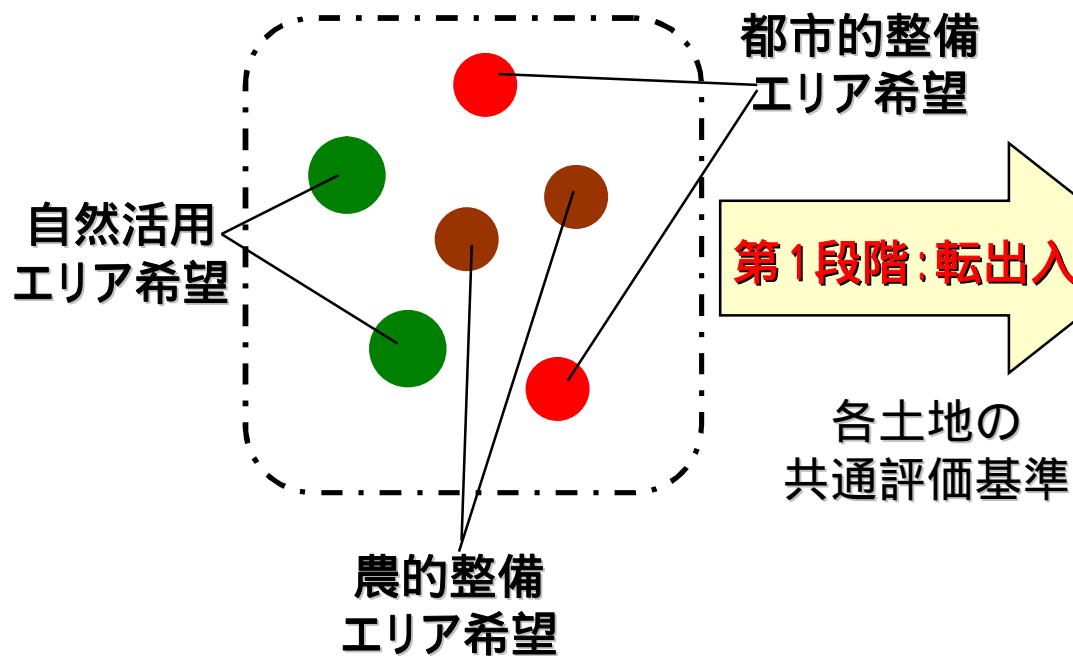 都市的整備
エリア希望
自然活用
エリア希望
第1段階:転出入
各土地の
共通評価基準
農的整備
エリア希望